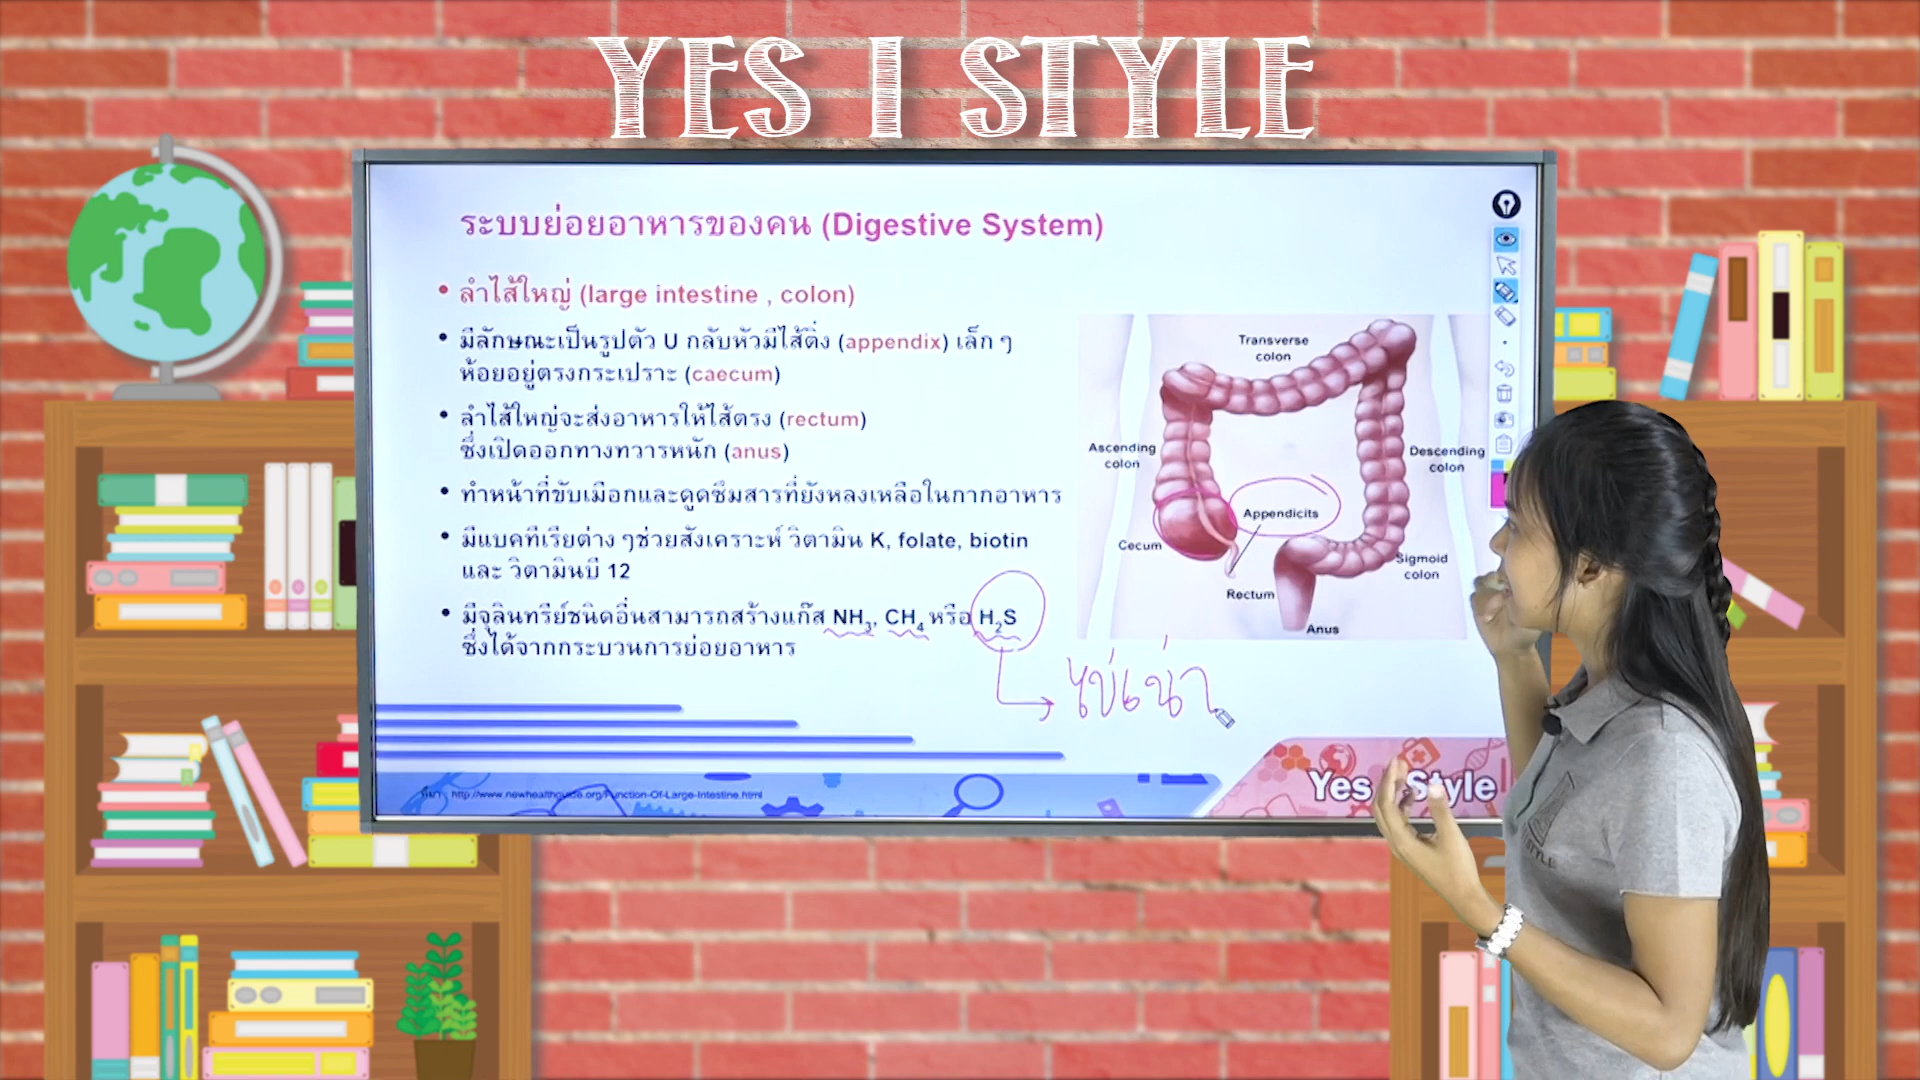 YES I STYLE
ระบบย่อยอาหารของคน (Digestive System)
• ลำไส้ใหญ่ (large intestine , colon)
• มีลักษณะเป็นรูปตัว U กลับหัวมีไส้ติ่ง (appendix) เล็ก ๆ
ห้อยอยู่ตรงกระเปราะ (caecum)
• ลำไส้ใหญ่จะส่งอาหารให้ไส้ตรง (rectum)
ซึ่งเปิดออกทางทวารหนัก (anus)
• ทำหน้าที่ขับเมือกและดูดซึมสารที่ยังหลงเหลือในกากอาหาร
• มีแบคทีเรียต่าง ๆช่วยสังเคราะห์ วิตามิน K, folate, biotin
และ วิตามินบี 12
• มีจุลินทรีย์ชนิดอื่นสามารถสร้างแก๊ส NH3, CH4 หรือ H2S
ซึ่งได้จากกระบวนการย่อยอาหาร
ไข่เน่า
Transverse
colon
Ascending
colon
Descending
colon
Appendicits
Cecum
Sigmoid
colon
Rectum
Anus
ที่มา : http://www.newhealthguide.org/Function-Of-Large-Intestine.html
Yes I Style
STYLE